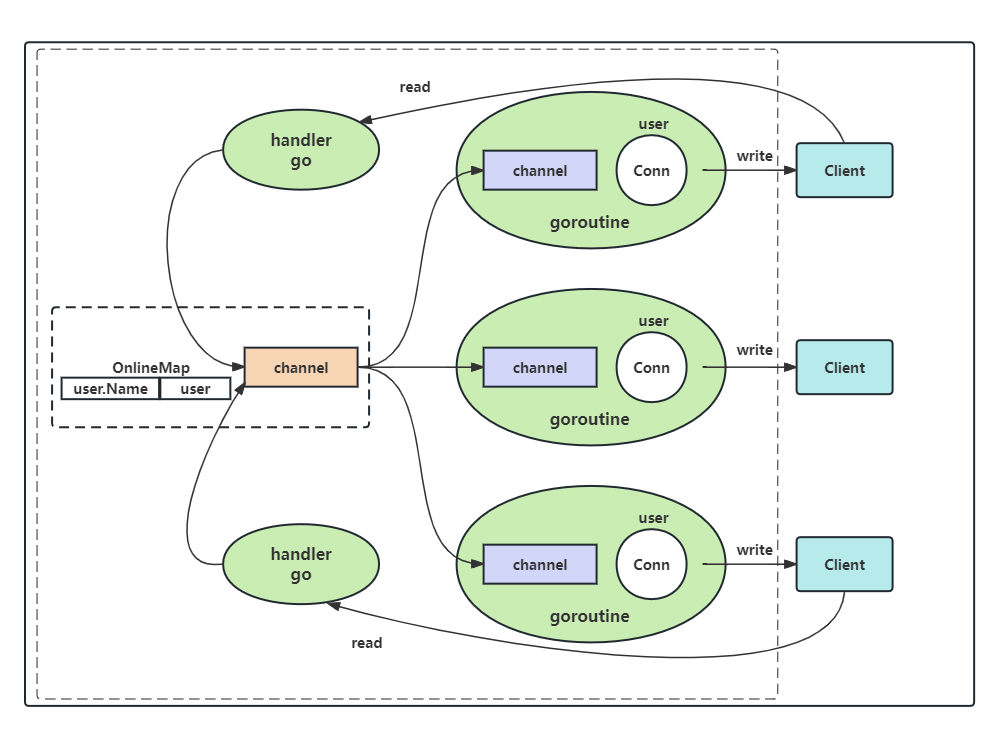 read
handler
go
user
channel
Conn
goroutine
write
Client
OnlineMap
user.Name
user
channel
user
channel
Conn
goroutine
write
Client
handler
go
user
channel
Conn
goroutine
write
Client
read